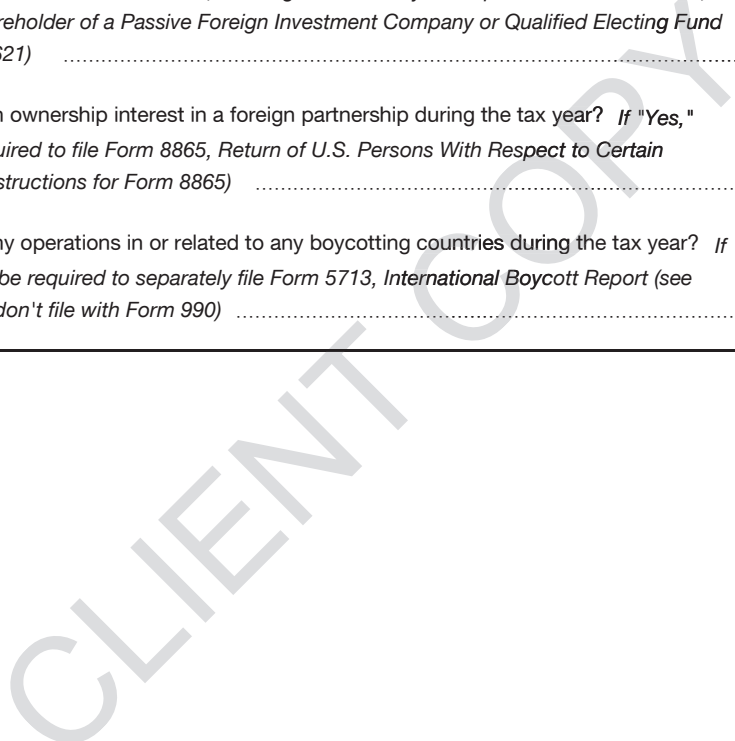 reholder of a Passive Foreign Investment Company or Qualified Electing Fund
621) ........................................................................
n ownership interest in a foreign partnership during the tax year? If "Yes,"
uired to file Form 8865, Return of U.S. Persons With Respect to Certain
structions for Form 8865) ........................................................................
ny operations in or related to any boycotting countries during the tax year? If
be required to separately file Form 5713, International Boycott Report (see
don't file with Form 990) ........................................................................
CLIENT COPY